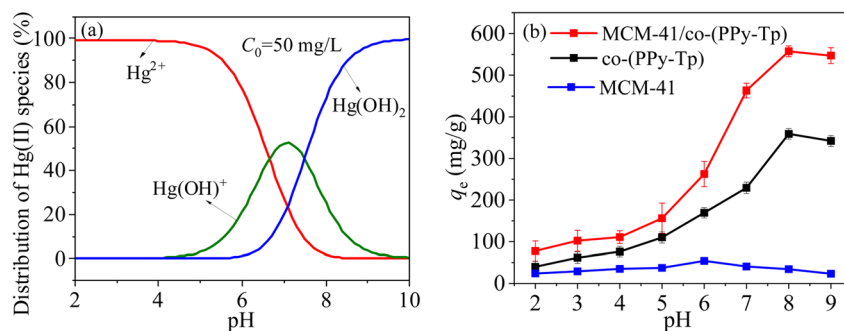 (a)
C₀=50 mg/L
Hg²⁺
Hg(OH)₂
Hg(OH)⁺
Distribution of Hg(II) species (%)
100
80
60
40
20
0
2 4 6 8 10
pH
(b)
MCM-41/co-(PPy-Tp)
co-(PPy-Tp)
MCM-41
qₑ (mg/g)
600
500
400
300
200
100
0
2 3 4 5 6 7 8 9
pH